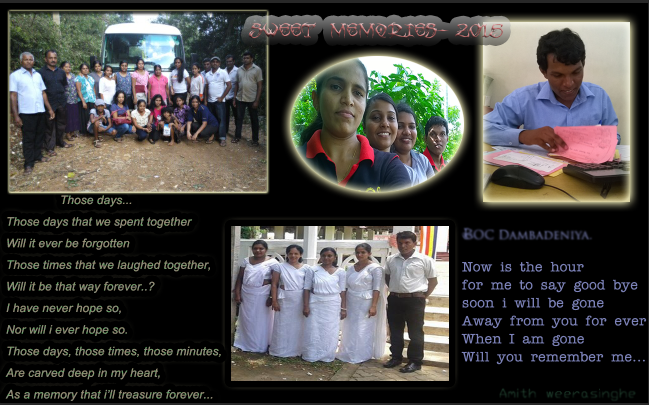 SWEET MEMORIES- 2015
Those days...
Those days that we spent together
Will it ever be forgotten
Those times that we laughed together,
Will it be that way forever..?
I have never hope so,
Nor will i ever hope so.
Those days, those times, those minutes,
Are carved deep in my heart,
As a memory that i'll treasure forever...
BOC DAMBADENIYA.
Now is the hour
for me to say good bye
soon i will be gone
Away from you for ever
When I am gone
Will you remember me...
Amith weerasinghe